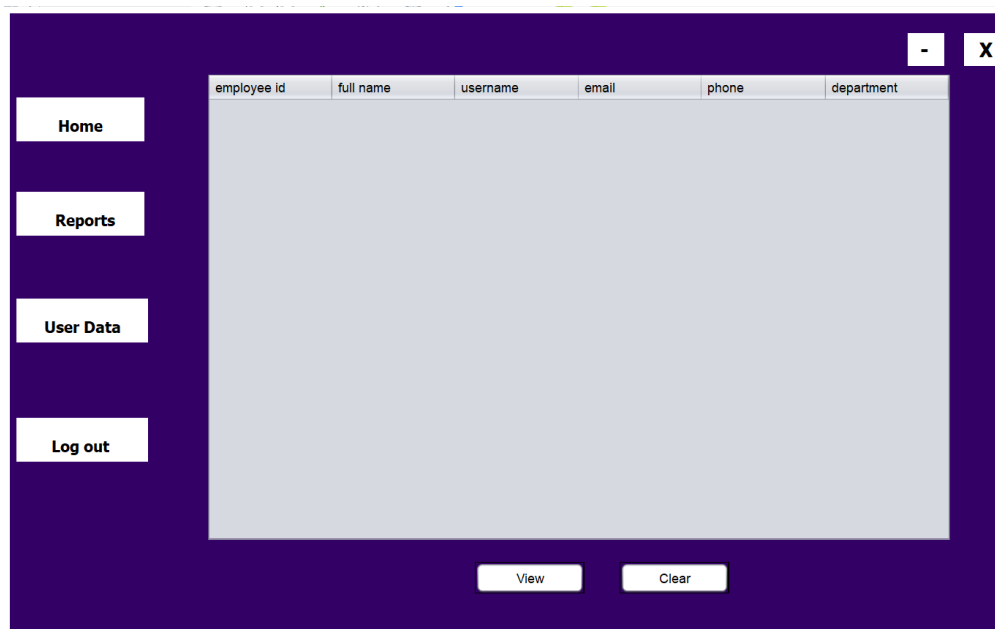 - X
employee id full name username email phone department
Home
Reports
User Data
Log out
View Clear